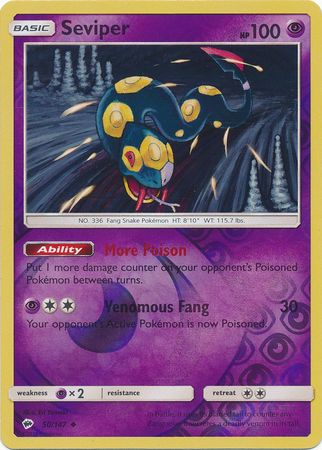 BASIC
Seviper HP 100
NO. 336 Fang Snake Pokémon HT: 8'10" WT: 115.7 lbs.
Ability More Poison
Put 1 more damage counter on your opponent's Poisoned
Pokémon between turns.
Venomous Fang 30
Your opponent's Active Pokémon is now Poisoned.
weakness ×2 resistance retreat
50/147